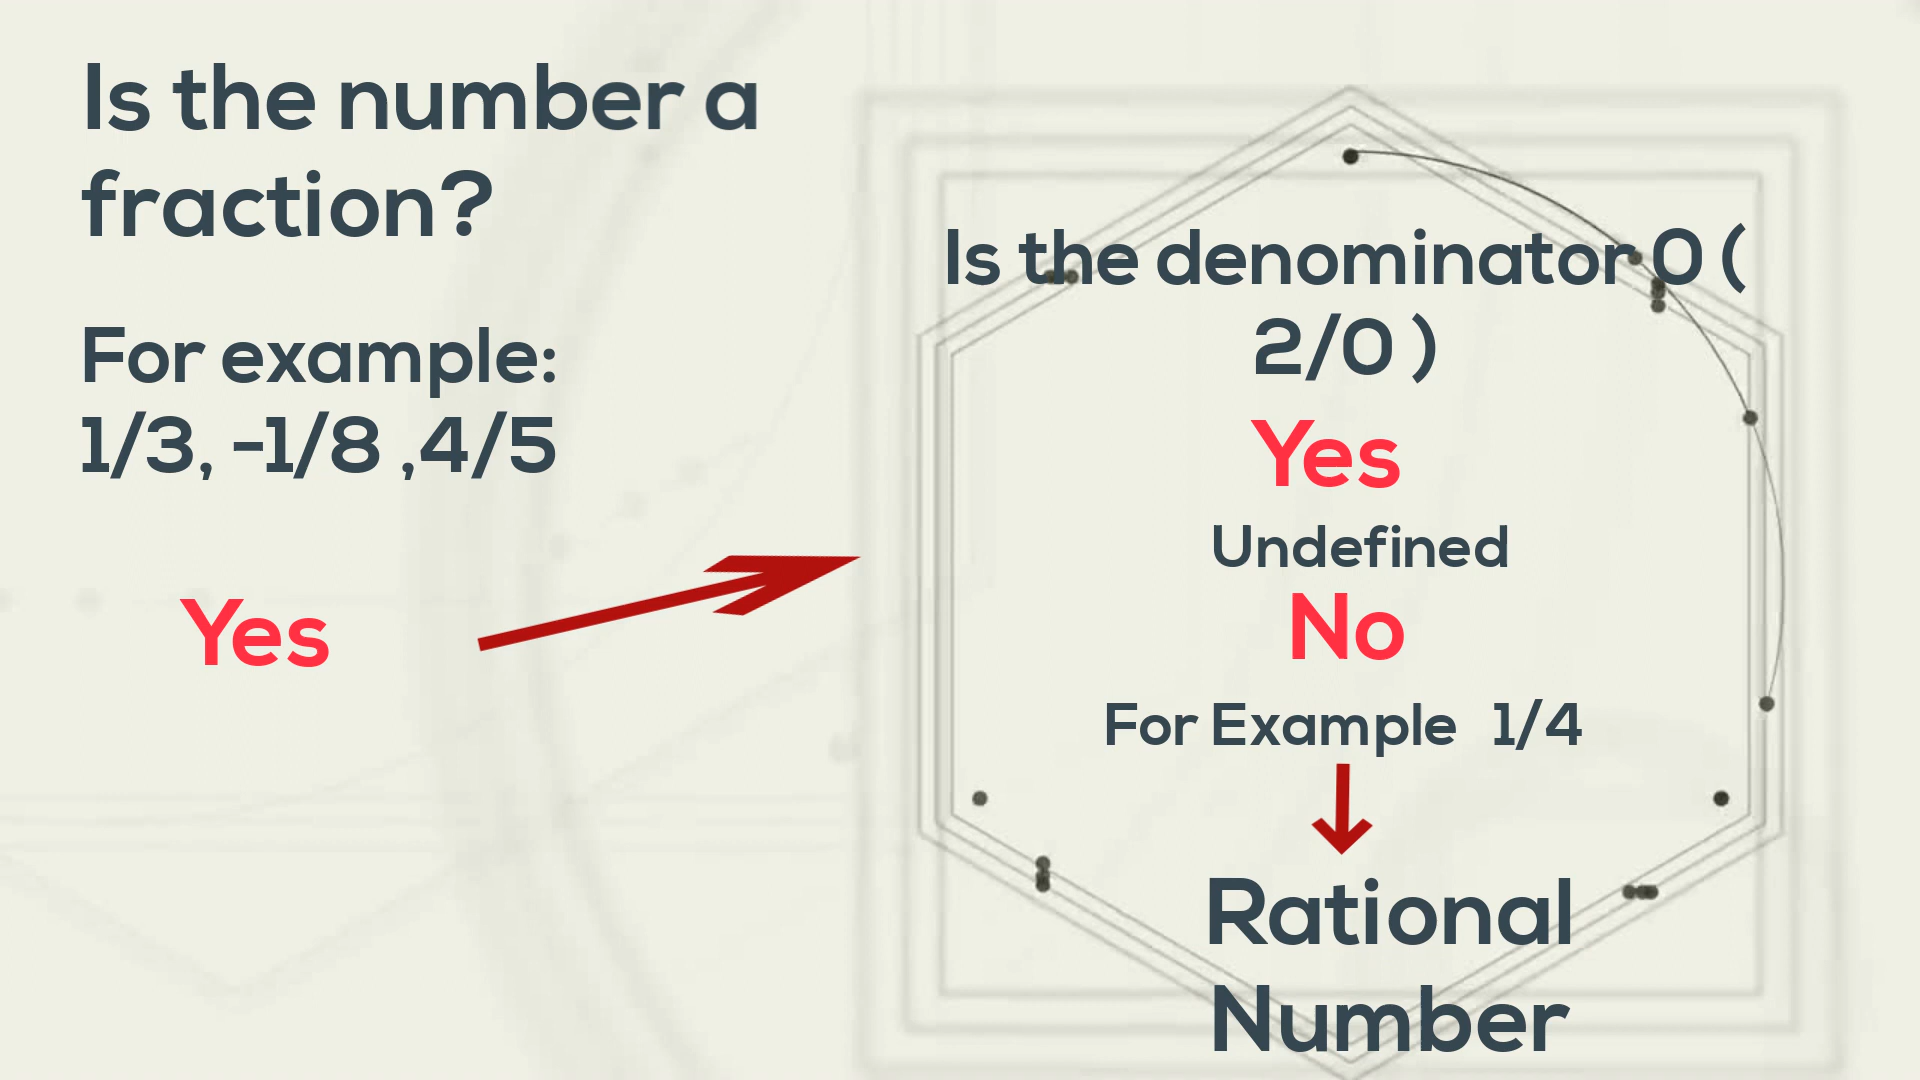 Is the number a
fraction?
For example:
1/3, -1/8 ,4/5
Yes
Is the denominator 0 (
2/0 )
Yes
Undefined
No
For Example 1/4
Rational
Number